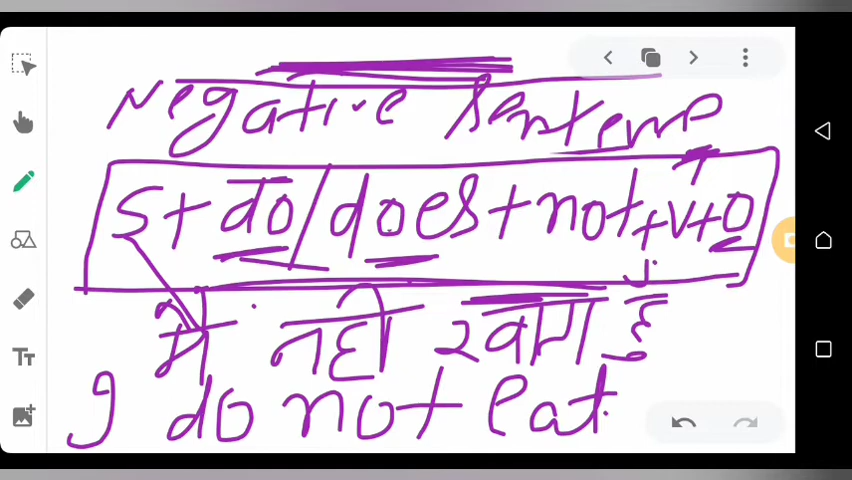 Negative Sentence
S + do/does + not + V + O
मैं नहीं खाता हूँ
I do not eat.